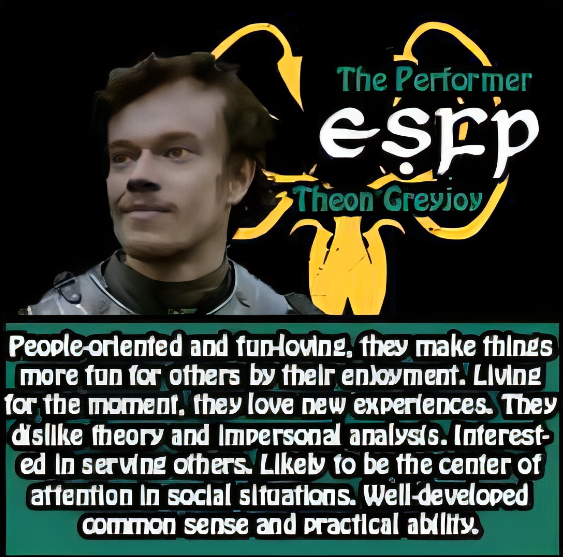 The Performer
ESFP
Theon Greyjoy
People-oriented and fun-loving, they make things
more fun for others by their enjoyment. Living
for the moment, they love new experiences. They
dislike theory and impersonal analysis. Interest-
ed in serving others. Likely to be the center of
attention in social situations. Well-developed
common sense and practical ability.